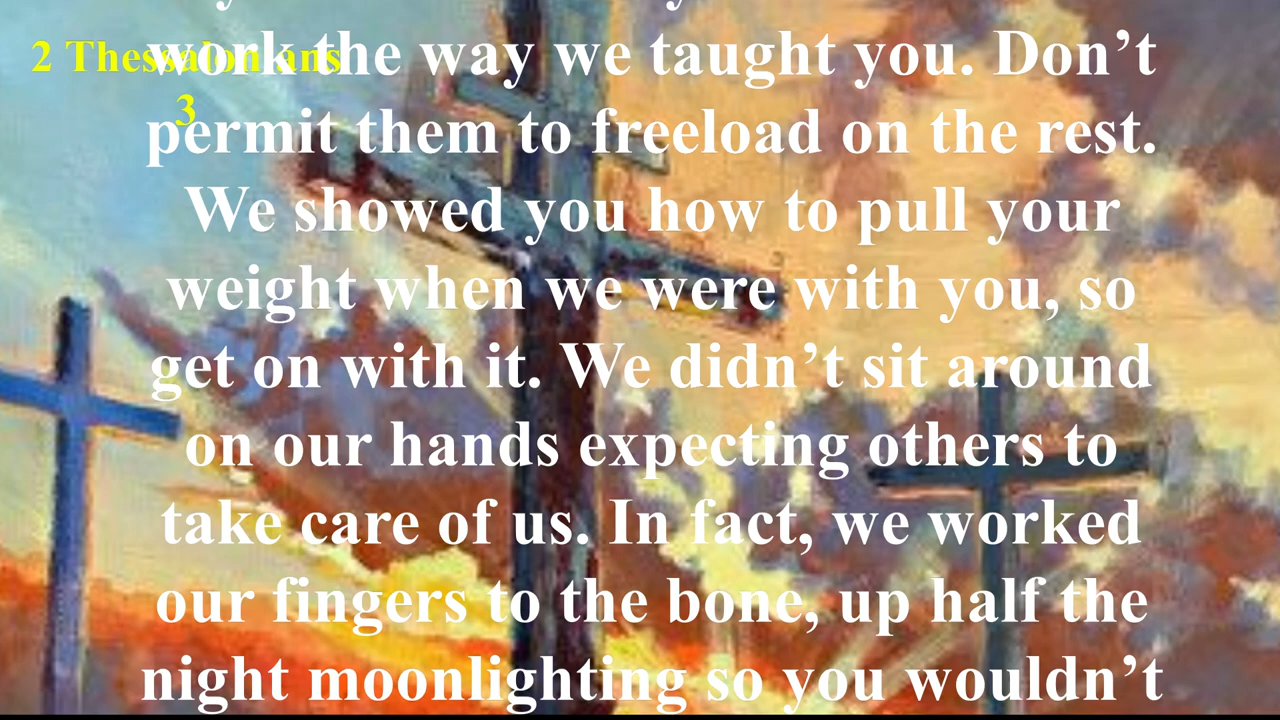 2 Thessalonians
3
work the way we taught you. Don’t
permit them to freeload on the rest.
We showed you how to pull your
weight when we were with you, so
get on with it. We didn’t sit around
on our hands expecting others to
take care of us. In fact, we worked
our fingers to the bone, up half the
night moonlighting so you wouldn’t